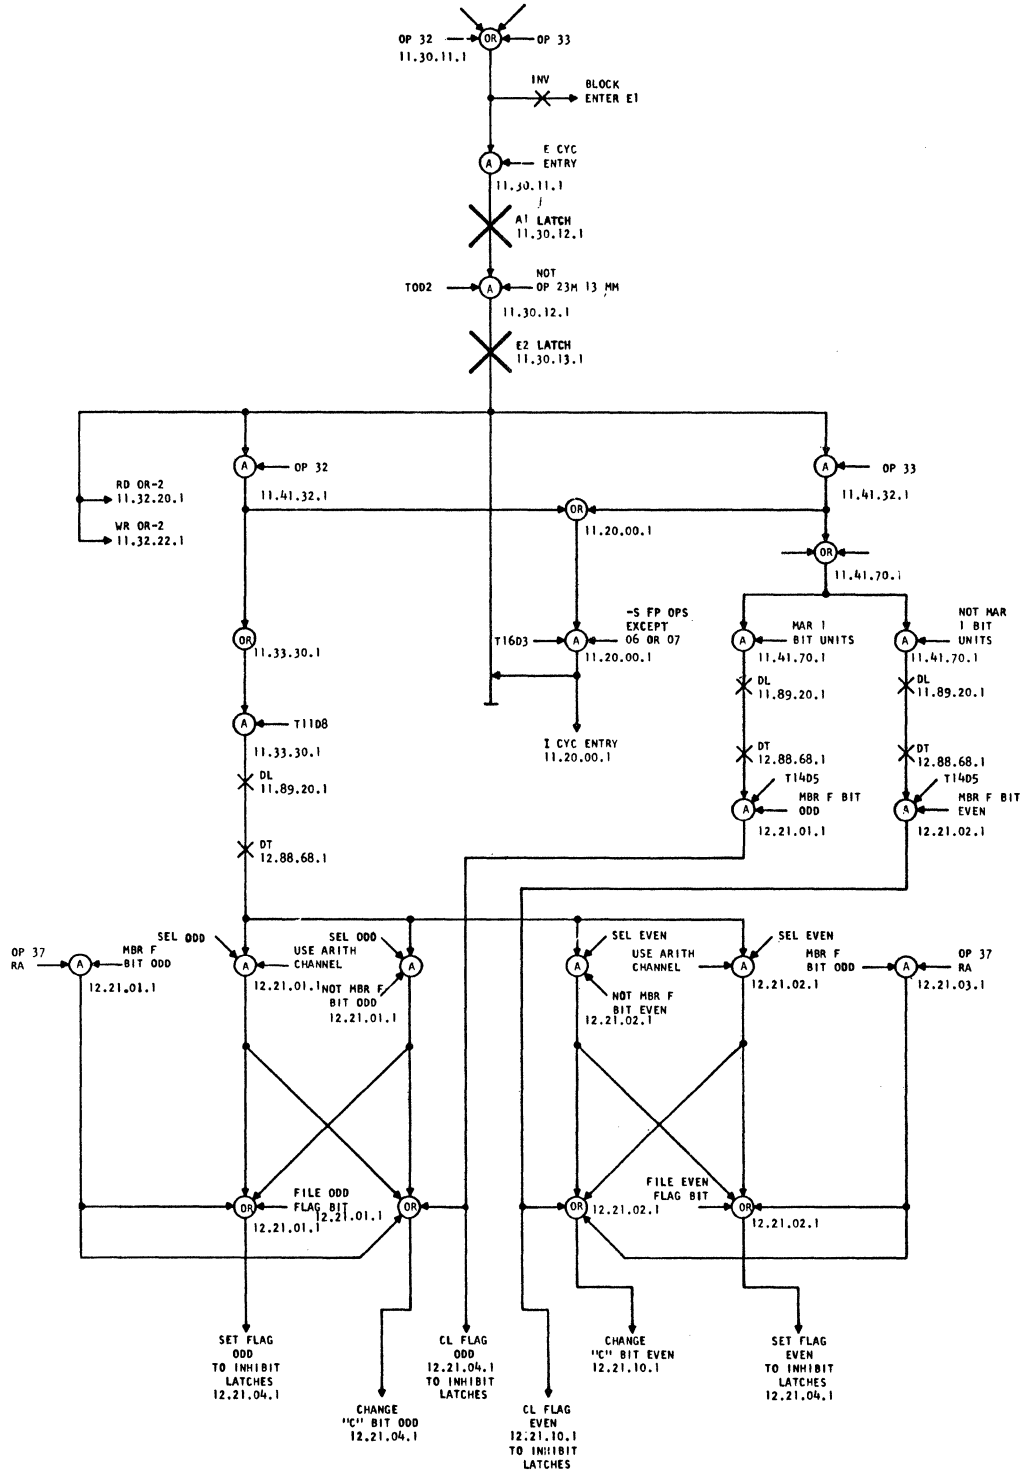 OR
OP 32
OP 33
11.30.11.1
INV
BLOCK
ENTER E1
A
E CYC
ENTRY
11.30.11.1
A1 LATCH
11.30.12.1
TOD2
A
NOT
OP 23M 13 MM
11.30.12.1
E2 LATCH
11.30.13.1
A
OP 32
11.41.32.1
A
OP 33
11.41.32.1
RD OR-2
11.32.20.1
WR OR-2
11.32.22.1
OR
11.20.00.1
OR
11.41.70.1
OR
11.33.30.1
T16D3
A
-S FP OPS
EXCEPT
06 OR 07
11.20.00.1
A
MAR 1
BIT UNITS
11.41.70.1
A
NOT MAR
1 BIT
UNITS
11.41.70.1
DL
11.89.20.1
DL
11.89.20.1
A
T11D8
11.33.30.1
I CYC ENTRY
11.20.00.1
DT
12.88.68.1
DT
12.88.68.1
DL
11.89.20.1
T14D5
A
MBR F BIT
ODD
12.21.01.1
T14D5
A
MBR F BIT
EVEN
12.21.02.1
DT
12.88.68.1
OP 37
RA
A
MBR F
BIT ODD
12.21.01.1
SEL ODD
A
USE ARITH
CHANNEL
12.21.01.1
SEL ODD
A
NOT MBR F
BIT ODD
12.21.01.1
SEL EVEN
A
NOT MBR F
BIT EVEN
12.21.02.1
USE ARITH
CHANNEL
SEL EVEN
A
12.21.02.1
MBR F
BIT ODD
A
OP 37
RA
12.21.03.1
OR
FILE ODD
FLAG BIT
12.21.01.1
OR
12.21.01.1
OR
12.21.02.1
FILE EVEN
FLAG BIT
OR
12.21.02.1
SET FLAG
ODD
TO INHIBIT
LATCHES
12.21.04.1
CHANGE
"C" BIT ODD
12.21.04.1
CL FLAG
ODD
12.21.04.1
TO INHIBIT
LATCHES
CL FLAG
EVEN
12.21.10.1
TO INHIBIT
LATCHES
CHANGE
"C" BIT EVEN
12.21.10.1
SET FLAG
EVEN
TO INHIBIT
LATCHES
12.21.04.1